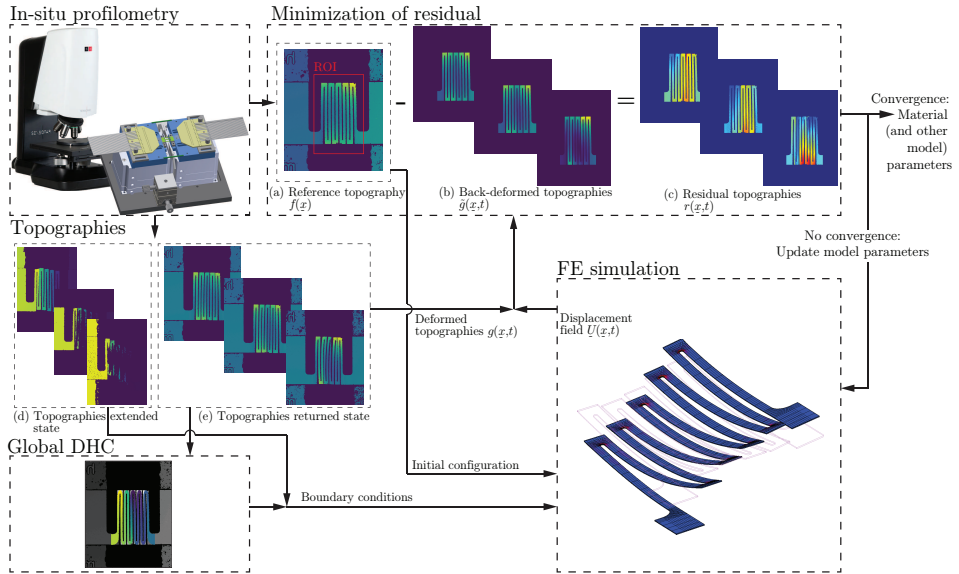 In-situ profilometry
Minimization of residual
ROI
-
=
(a) Reference topography
f(x)
(b) Back-deformed topographies
g̃(x,t)
(c) Residual topographies
r(x,t)
Convergence:
Material
(and other
model)
parameters
No convergence:
Update model parameters
Topographies
(d) Topographies extended
state
(e) Topographies returned state
Deformed
topographies g(x,t)
Displacement
field U(x,t)
FE simulation
Global DHC
Initial configuration
Boundary conditions